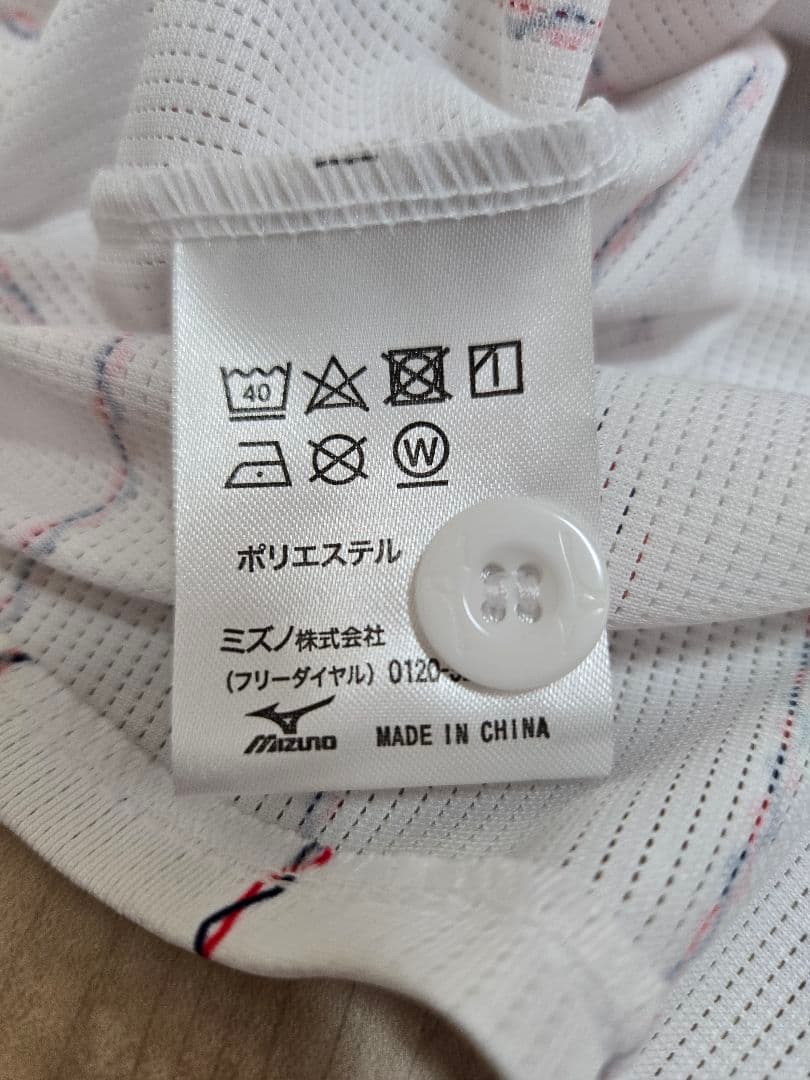 40
W
ポリエステル
ミズノ株式会社
(フリーダイヤル) 0120-
MIZUNO MADE IN CHINA